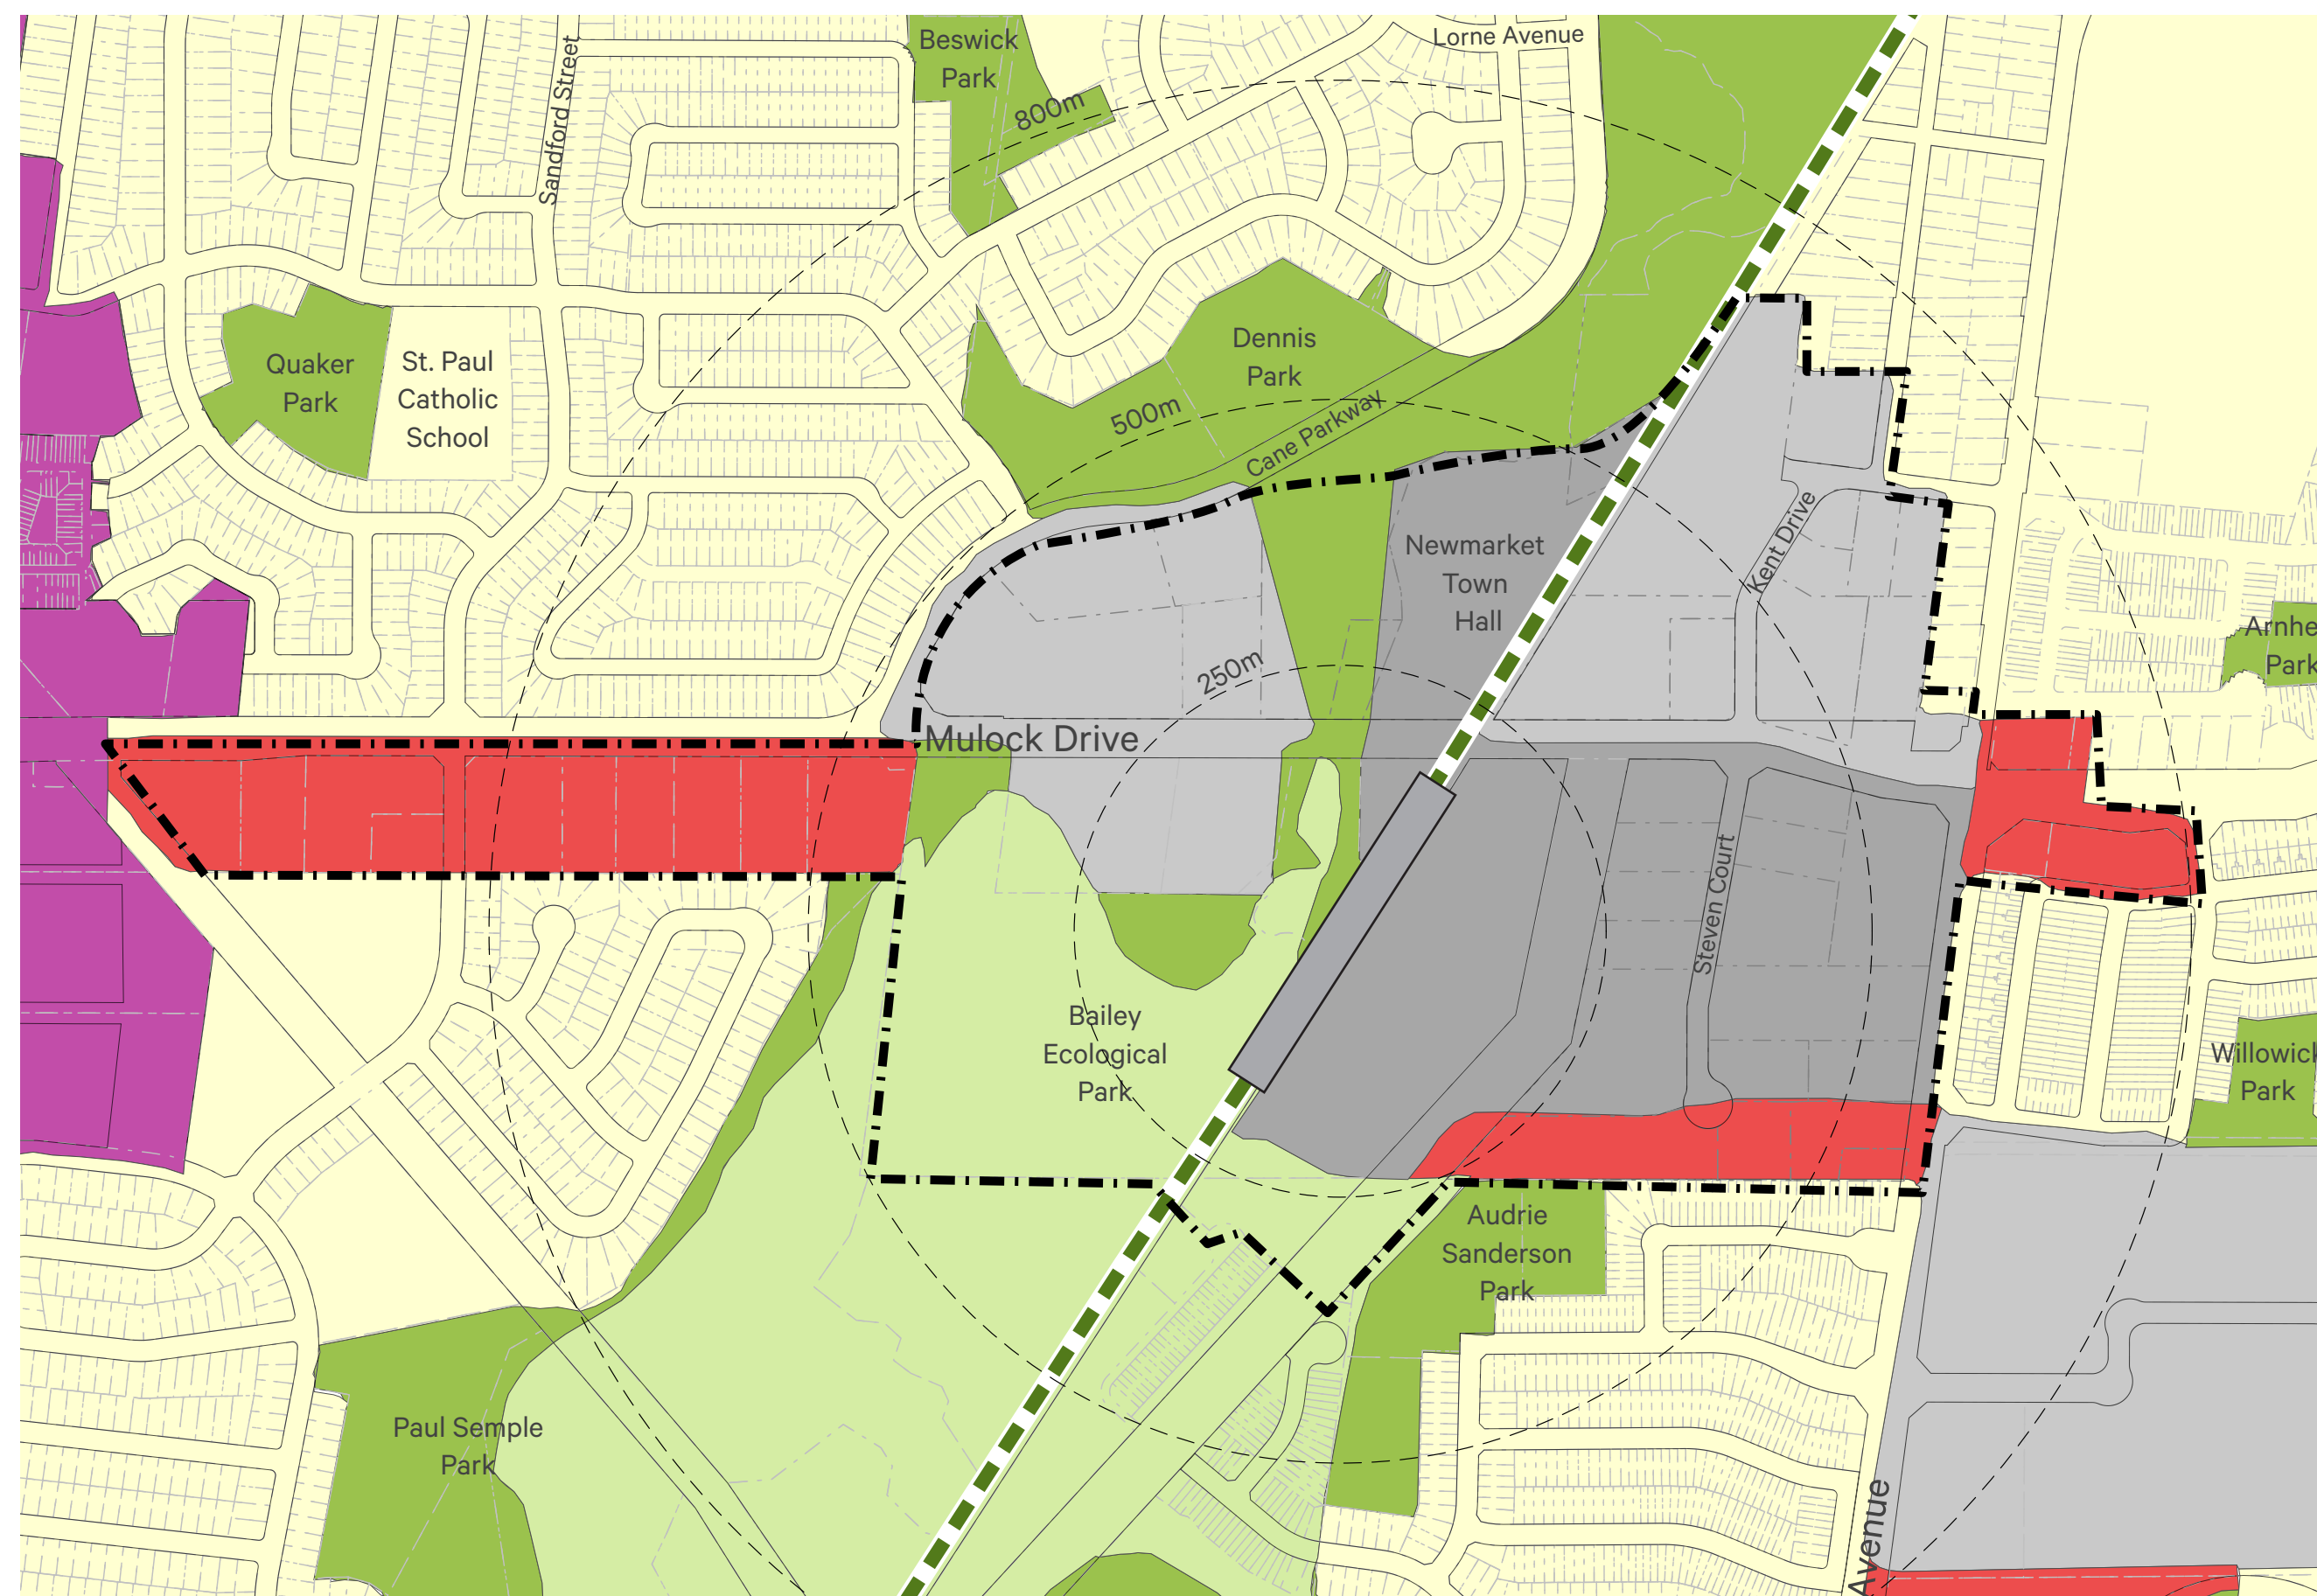 Beswick
Park
Lorne Avenue
Sandford Street
800m
Dennis
Park
Quaker
Park
St. Paul
Catholic
School
500m
Cane Parkway
Newmarket
Town
Hall
Kent Drive
Arnhe
Park
250m
Mulock Drive
Steven Court
Bailey
Ecological
Park
Willowick
Park
Audrie
Sanderson
Park
Paul Semple
Park
Avenue